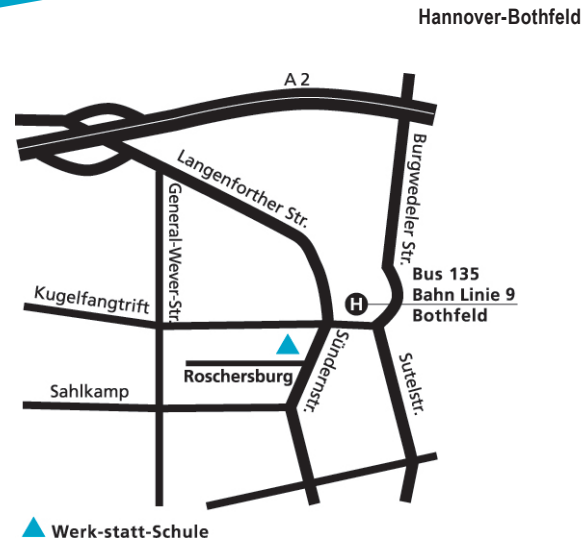 Hannover-Bothfeld
A 2
Langenforther Str.
Burgwedeler Str.
General-Wever-Str.
Kugelfangtrift
H
Bus 135
Bahn Linie 9
Bothfeld
Sündernstr.
Sutelstr.
Roschersburg
Sahlkamp
Werk-statt-Schule